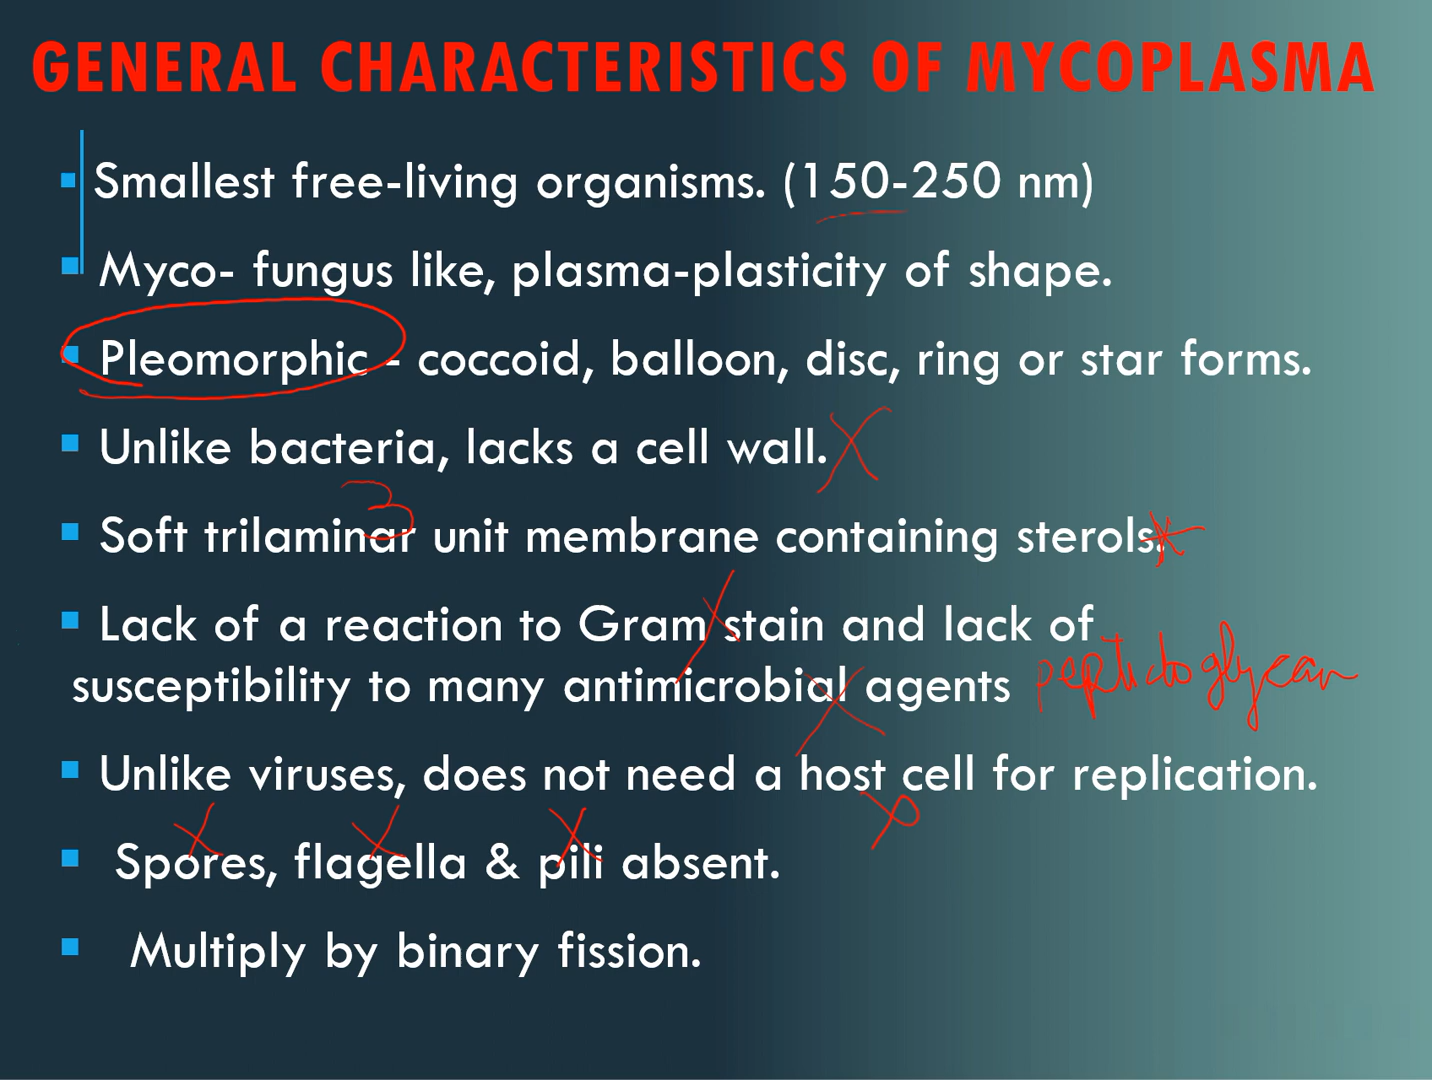 GENERAL CHARACTERISTICS OF MYCOPLASMA
▪ Smallest free-living organisms. (150-250 nm)
▪ Myco- fungus like, plasma-plasticity of shape.
▪ Pleomorphic - coccoid, balloon, disc, ring or star forms.
▪ Unlike bacteria, lacks a cell wall.
3
▪ Soft trilaminar unit membrane containing sterols.
▪ Lack of a reaction to Gram stain and lack of
susceptibility to many antimicrobial agents peptidoglycan
▪ Unlike viruses, does not need a host cell for replication.
▪ Spores, flagella & pili absent.
▪ Multiply by binary fission.